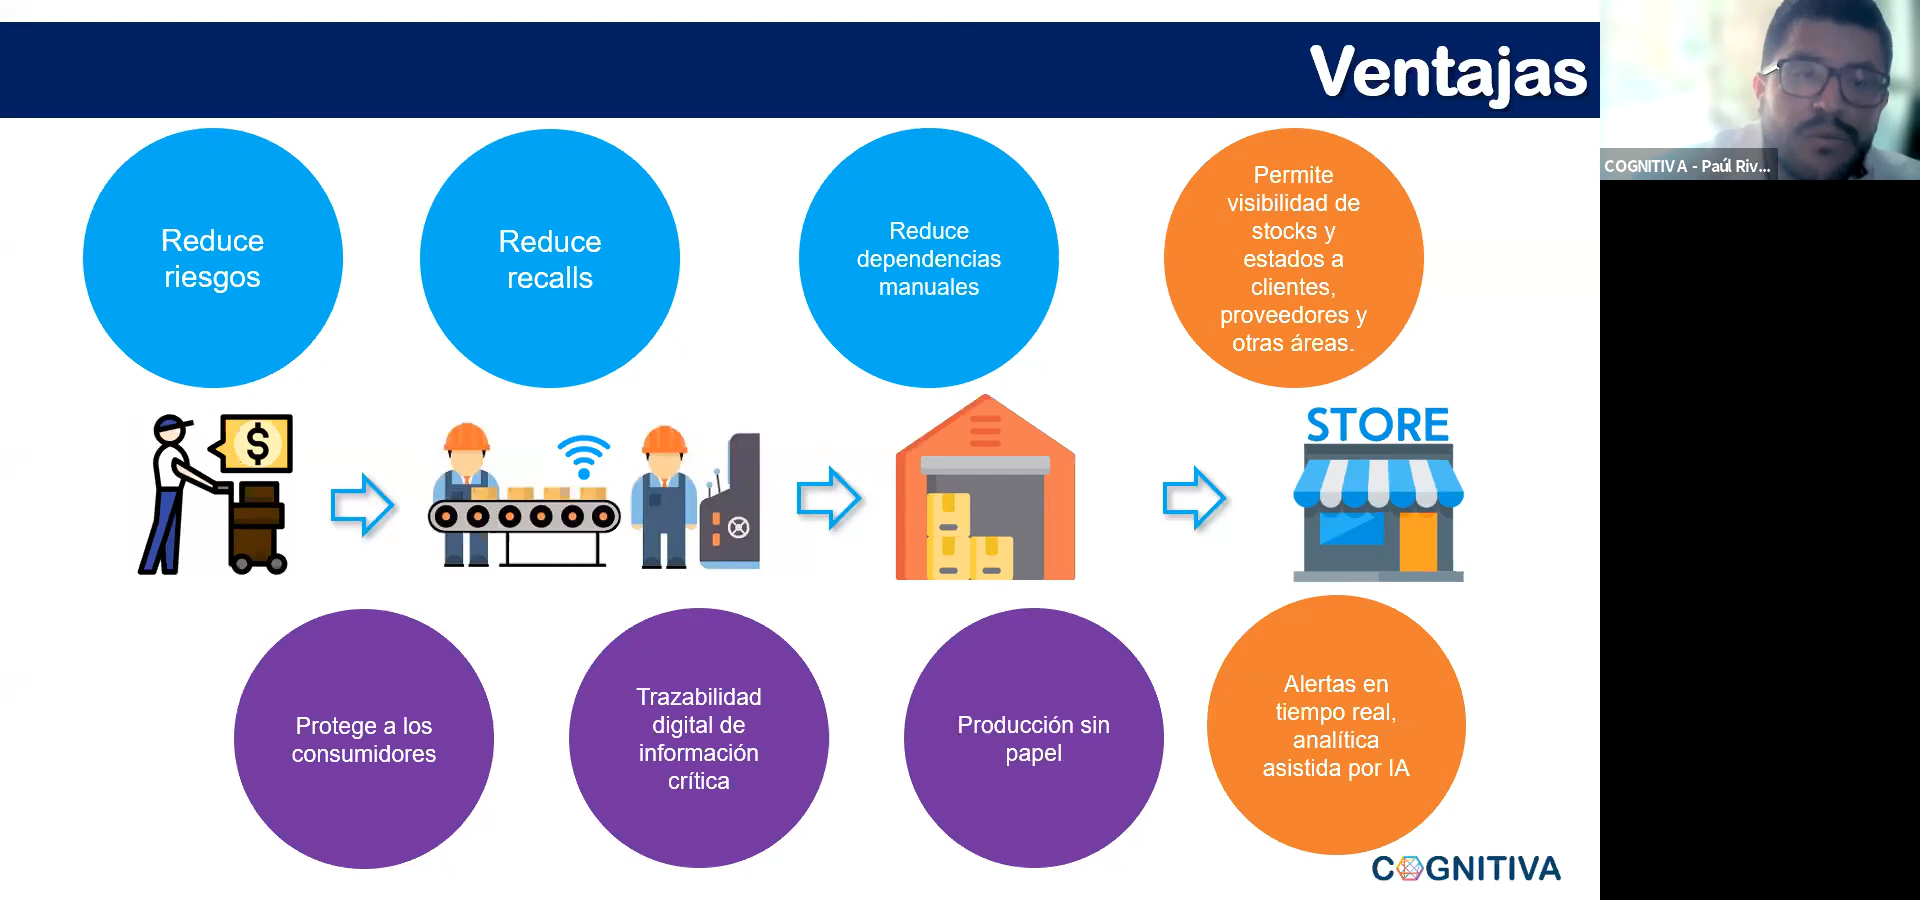 Ventajas
COGNITIVA - Paúl Riv...
Reduce
riesgos
Reduce
recalls
Reduce
dependencias
manuales
Permite
visibilidad de
stocks y
estados a
clientes,
proveedores y
otras áreas.
$
STORE
Protege a los
consumidores
Trazabilidad
digital de
información
crítica
Producción sin
papel
Alertas en
tiempo real,
analítica
asistida por IA
COGNITIVA